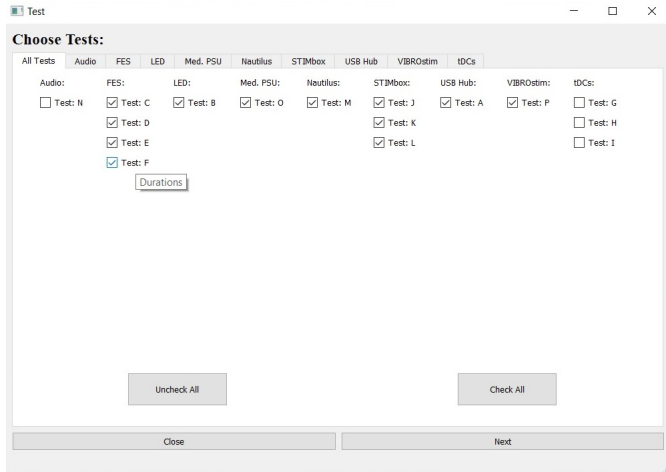 Test
Choose Tests:
All Tests Audio FES LED Med. PSU Nautilus STIMbox USB Hub VIBROstim tDCs
Audio: FES: LED: Med. PSU: Nautilus: STIMbox: USB Hub: VIBROstim: tDCs:
Test: N Test: C Test: B Test: O Test: M Test: J Test: A Test: P Test: G
Test: D Test: K Test: H
Test: E Test: L Test: I
Test: F
Durations
Uncheck All Check All
Close Next